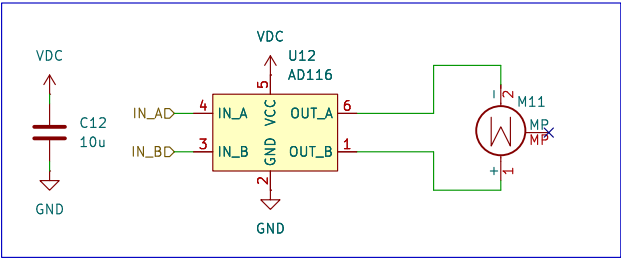 VDC
VDC
U12
AD116
C12
10u
GND
IN_A
IN_B
4
3
5
2
6
1
IN_A
IN_B
VCC
GND
OUT_A
OUT_B
GND
-
2
M11
M
MP
MP
+
1